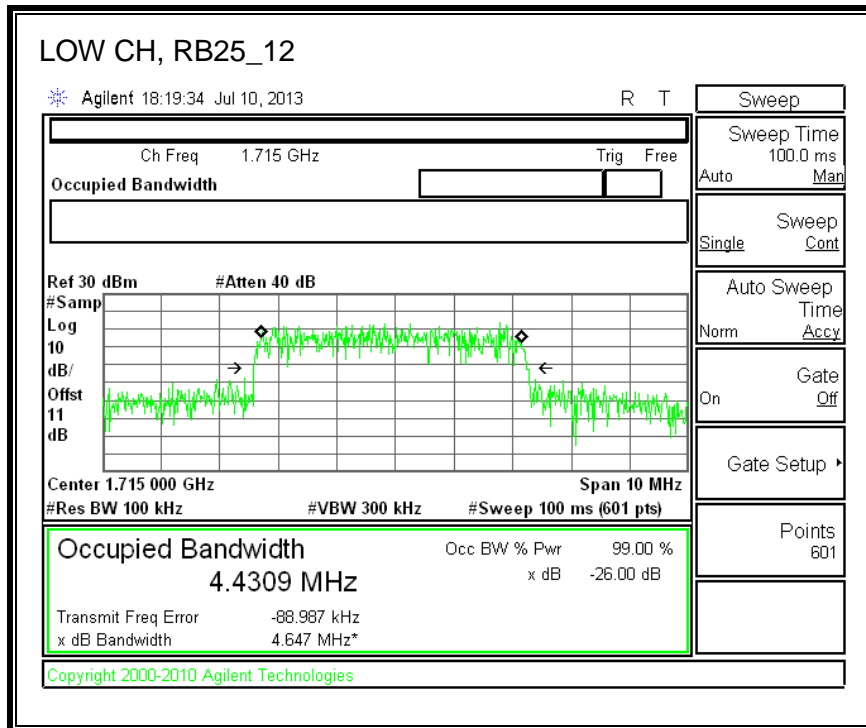 LOW CH, RB25_12
Agilent 18:19:34 Jul 10, 2013 R T
Ch Freq 1.715 GHz Trig Free
Occupied Bandwidth
Ref 30 dBm #Atten 40 dB
#Samp
Log
10
dB/
Offst
11
dB
Center 1.715 000 GHz Span 10 MHz
#Res BW 100 kHz #VBW 300 kHz #Sweep 100 ms (601 pts)
Occupied Bandwidth Occ BW % Pwr 99.00 %
4.4309 MHz x dB -26.00 dB
Transmit Freq Error -88.987 kHz
x dB Bandwidth 4.647 MHz*
Copyright 2000-2010 Agilent Technologies
Sweep
Sweep Time
100.0 ms
Auto Man
Sweep
Single Cont
Auto Sweep
Time
Norm Accy
Gate
On Off
Gate Setup
Points
601